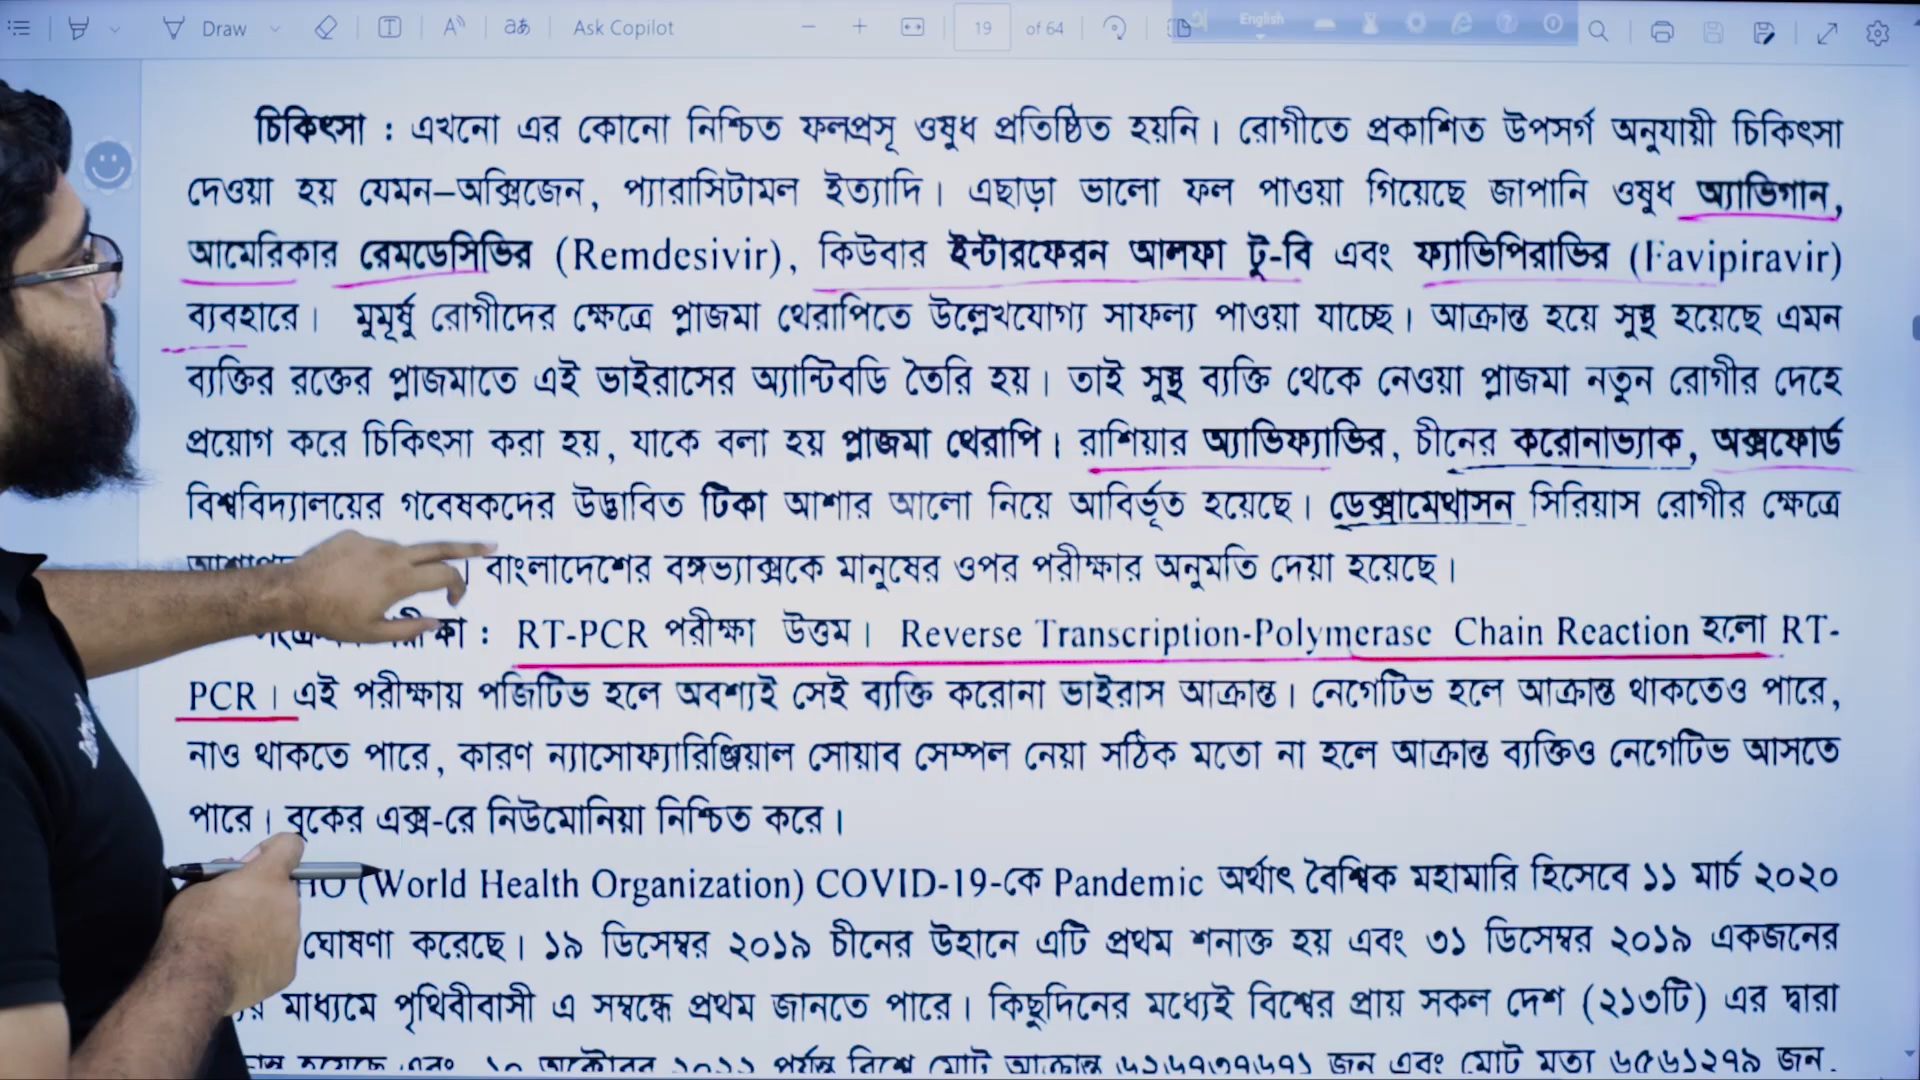 Draw
Ask Copilot
19 of 64
English
চিকিৎসা : এখনো এর কোনো নিশ্চিত ফলপ্রসূ ওষুধ প্রতিষ্ঠিত হয়নি। রোগীতে প্রকাশিত উপসর্গ অনুযায়ী চিকিৎসা
দেওয়া হয় যেমন–অক্সিজেন, প্যারাসিটামল ইত্যাদি। এছাড়া ভালো ফল পাওয়া গিয়েছে জাপানি ওষুধ অ্যাভিগান,
আমেরিকার রেমডেসিভির (Remdesivir), কিউবার ইন্টারফেরন আলফা টু-বি এবং ফ্যাভিপিরাভির (Favipiravir)
ব্যবহারে। মুমূর্ষু রোগীদের ক্ষেত্রে প্লাজমা থেরাপিতে উল্লেখযোগ্য সাফল্য পাওয়া যাচ্ছে। আক্রান্ত হয়ে সুস্থ হয়েছে এমন
ব্যক্তির রক্তের প্লাজমাতে এই ভাইরাসের অ্যান্টিবডি তৈরি হয়। তাই সুস্থ ব্যক্তি থেকে নেওয়া প্লাজমা নতুন রোগীর দেহে
প্রয়োগ করে চিকিৎসা করা হয়, যাকে বলা হয় প্লাজমা থেরাপি। রাশিয়ার অ্যাভিফ্যাভির, চীনের করোনাভ্যাক, অক্সফোর্ড
বিশ্ববিদ্যালয়ের গবেষকদের উদ্ভাবিত টিকা আশার আলো নিয়ে আবির্ভূত হয়েছে। ডেক্সামেথাসন সিরিয়াস রোগীর ক্ষেত্রে
। বাংলাদেশের বঙ্গভ্যাক্সকে মানুষের ওপর পরীক্ষার অনুমতি দেয়া হয়েছে।
: RT-PCR পরীক্ষা উত্তম। Reverse Transcription-Polymerase Chain Reaction হলো RT-
PCR। এই পরীক্ষায় পজিটিভ হলে অবশ্যই সেই ব্যক্তি করোনা ভাইরাস আক্রান্ত। নেগেটিভ হলে আক্রান্ত থাকতেও পারে,
নাও থাকতে পারে, কারণ ন্যাসোফ্যারিঞ্জিয়াল সোয়াব সেম্পল নেয়া সঠিক মতো না হলে আক্রান্ত ব্যক্তিও নেগেটিভ আসতে
পারে। বুকের এক্স-রে নিউমোনিয়া নিশ্চিত করে।
(World Health Organization) COVID-19-কে Pandemic অর্থাৎ বৈশ্বিক মহামারি হিসেবে ১১ মার্চ ২০২০
ঘোষণা করেছে। ১৯ ডিসেম্বর ২০১৯ চীনের উহানে এটি প্রথম শনাক্ত হয় এবং ৩১ ডিসেম্বর ২০১৯ একজনের
মাধ্যমে পৃথিবীবাসী এ সম্বন্ধে প্রথম জানতে পারে। কিছুদিনের মধ্যেই বিশ্বের প্রায় সকল দেশ (২১৩টি) এর দ্বারা